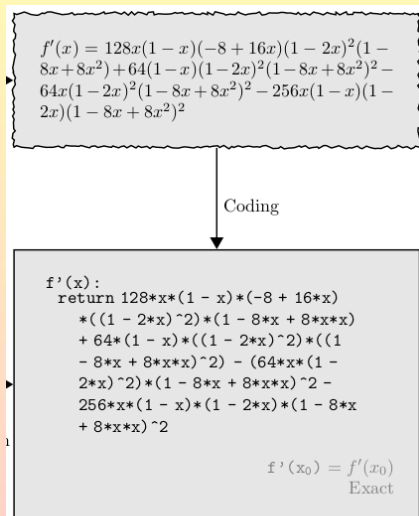 f′(x) = 128x(1 − x)(−8 + 16x)(1 − 2x)²(1 −
8x + 8x²) + 64(1 − x)(1 − 2x)²(1 − 8x + 8x²)² −
64x(1 − 2x)²(1 − 8x + 8x²)² − 256x(1 − x)(1 −
2x)(1 − 8x + 8x²)²
Coding
f'(x):
return 128*x*(1 - x)*(-8 + 16*x)
*((1 - 2*x)^2)*(1 - 8*x + 8*x*x)
+ 64*(1 - x)*((1 - 2*x)^2)*((1
- 8*x + 8*x*x)^2) - (64*x*(1 -
2*x)^2)*(1 - 8*x + 8*x*x)^2 -
256*x*(1 - x)*(1 - 2*x)*(1 - 8*x
+ 8*x*x)^2
f'(x₀) = f′(x₀)
Exact